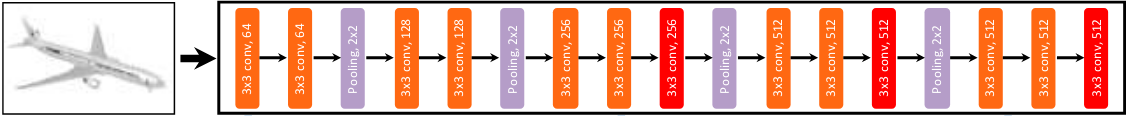 3x3 conv, 64
3x3 conv, 64
Pooling, 2x2
3x3 conv, 128
3x3 conv, 128
Pooling, 2x2
3x3 conv, 256
3x3 conv, 256
3x3 conv, 256
Pooling, 2x2
3x3 conv, 512
3x3 conv, 512
3x3 conv, 512
Pooling, 2x2
3x3 conv, 512
3x3 conv, 512
3x3 conv, 512